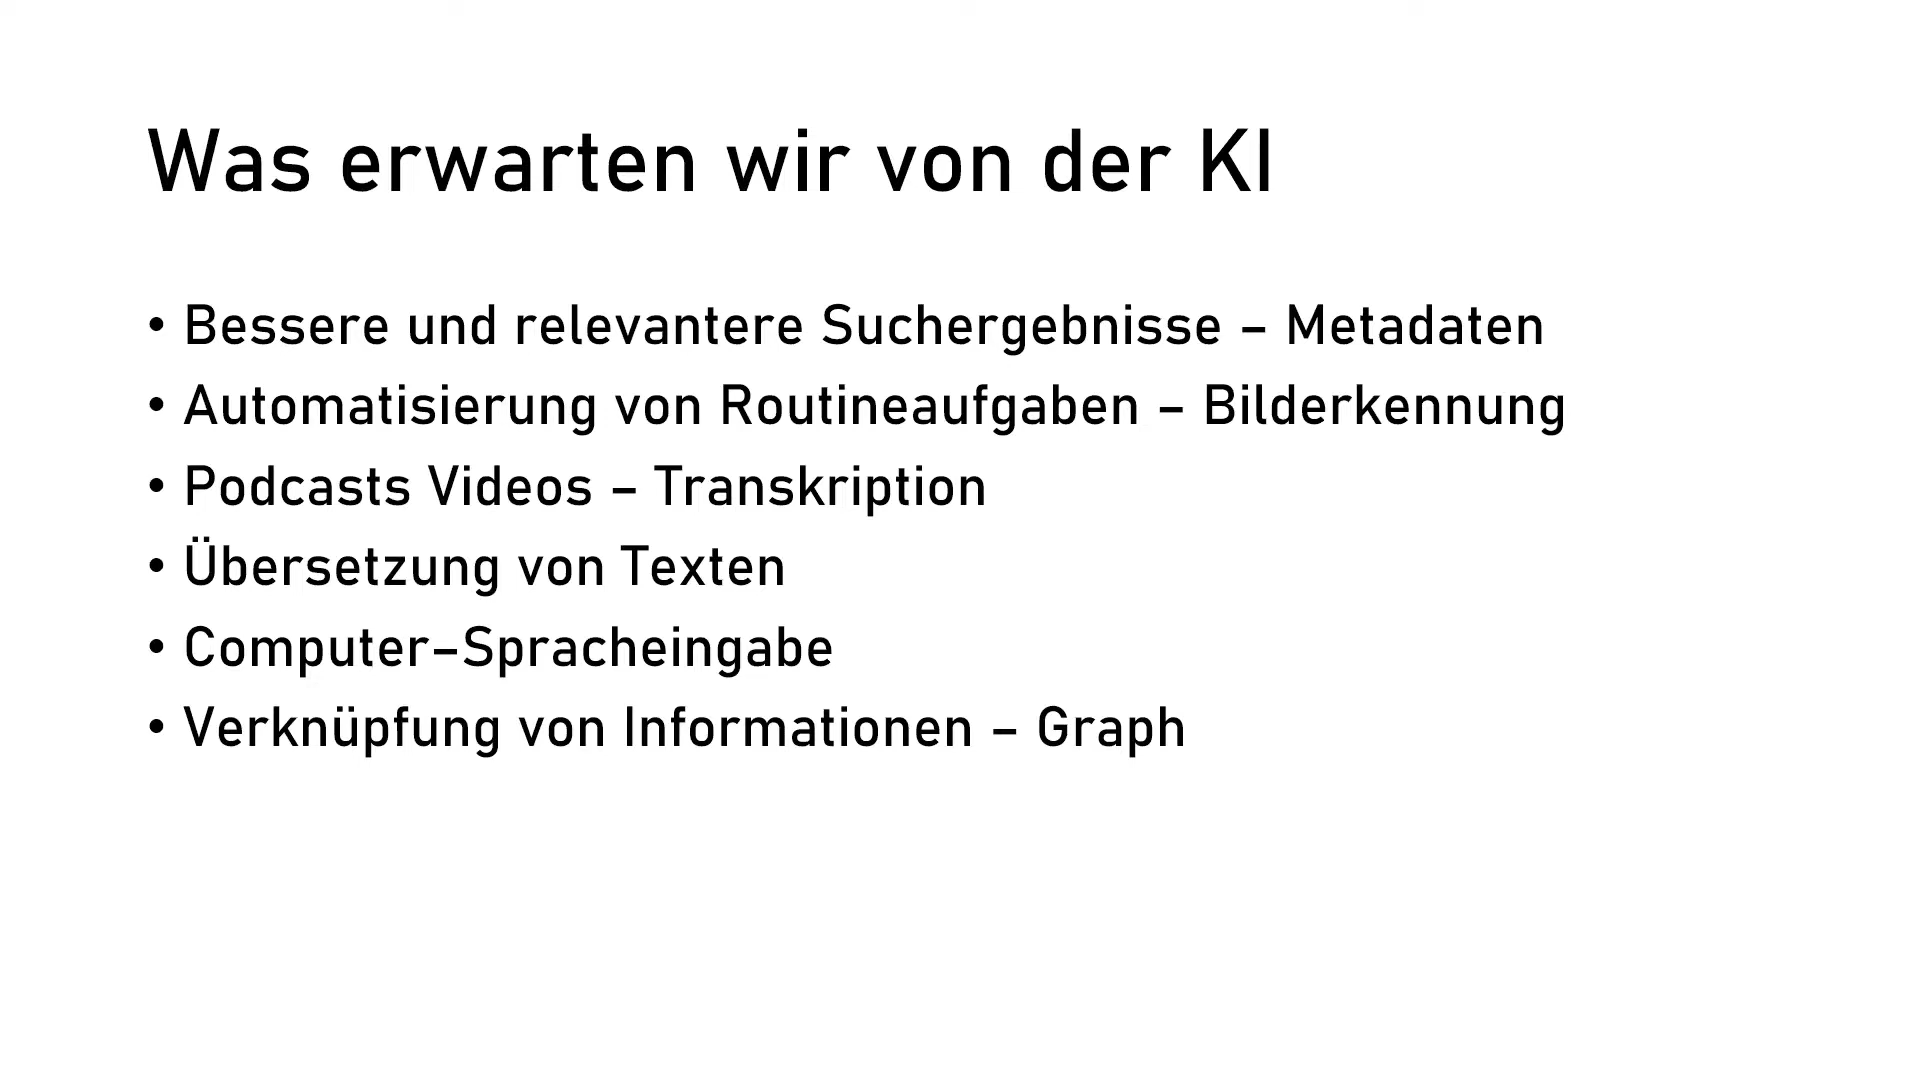 Was erwarten wir von der KI
• Bessere und relevantere Suchergebnisse – Metadaten
• Automatisierung von Routineaufgaben – Bilderkennung
• Podcasts Videos – Transkription
• Übersetzung von Texten
• Computer–Spracheingabe
• Verknüpfung von Informationen – Graph